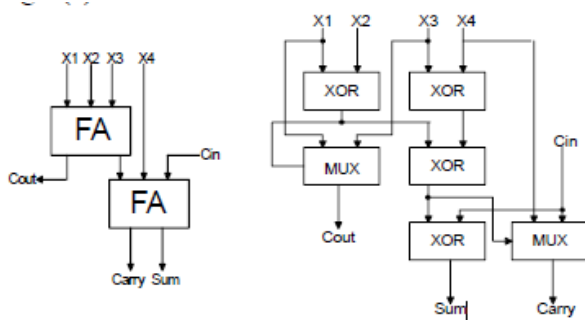 X1 X2 X3 X4
FA
Cin
Cout
FA
Carry Sum
X1 X2 X3 X4
XOR XOR
Cin
MUX XOR
Cout
XOR MUX
Sum Carry